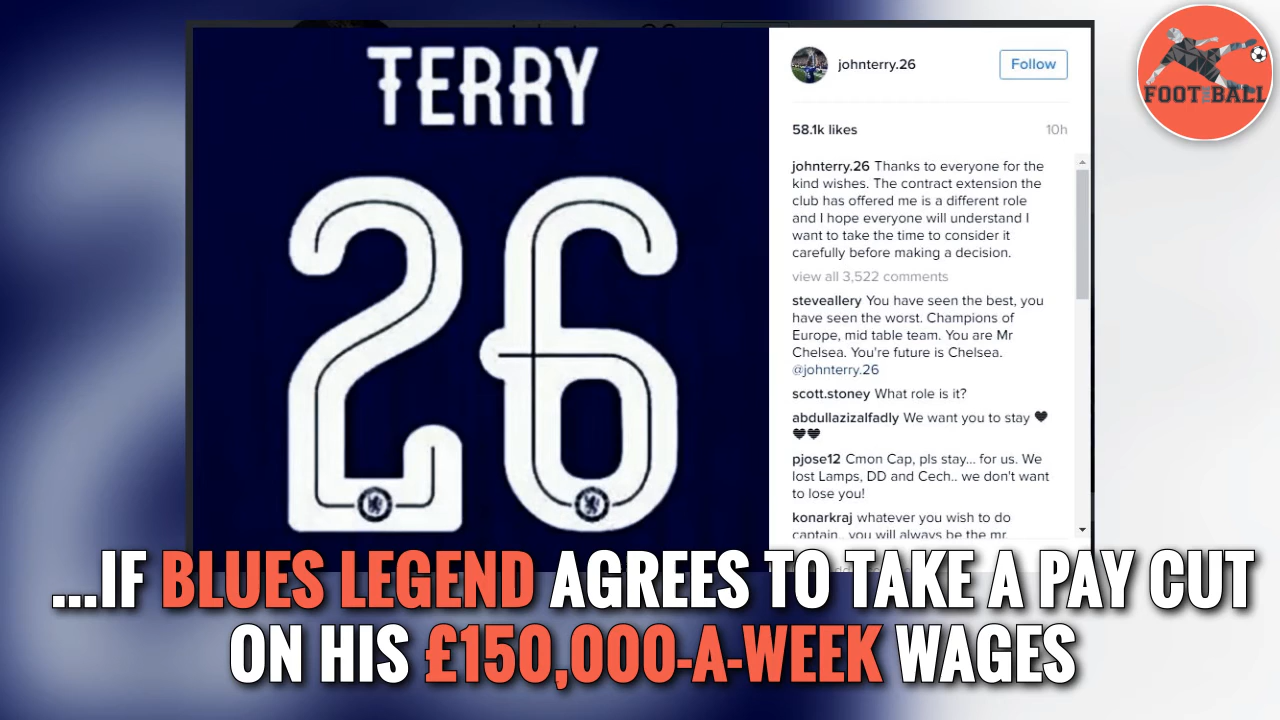 TERRY
26
johnterry.26
Follow
58.1k likes
10h
johnterry.26 Thanks to everyone for the
kind wishes. The contract extension the
club has offered me is a different role
and I hope everyone will understand I
want to take the time to consider it
carefully before making a decision.
view all 3,522 comments
steveallery You have seen the best, you
have seen the worst. Champions of
Europe, mid table team. You are Mr
Chelsea. You're future is Chelsea.
@johnterry.26
scott.stoney What role is it?
abdullazizalfadly We want you to stay ♥
♥♥
pjose12 Cmon Cap, pls stay... for us. We
lost Lamps, DD and Cech.. we don't want
to lose you!
konarkraj whatever you wish to do
captain.. you will always be the mr.
...IF BLUES LEGEND AGREES TO TAKE A PAY CUT
ON HIS £150,000-A-WEEK WAGES
FOOT THE BALL